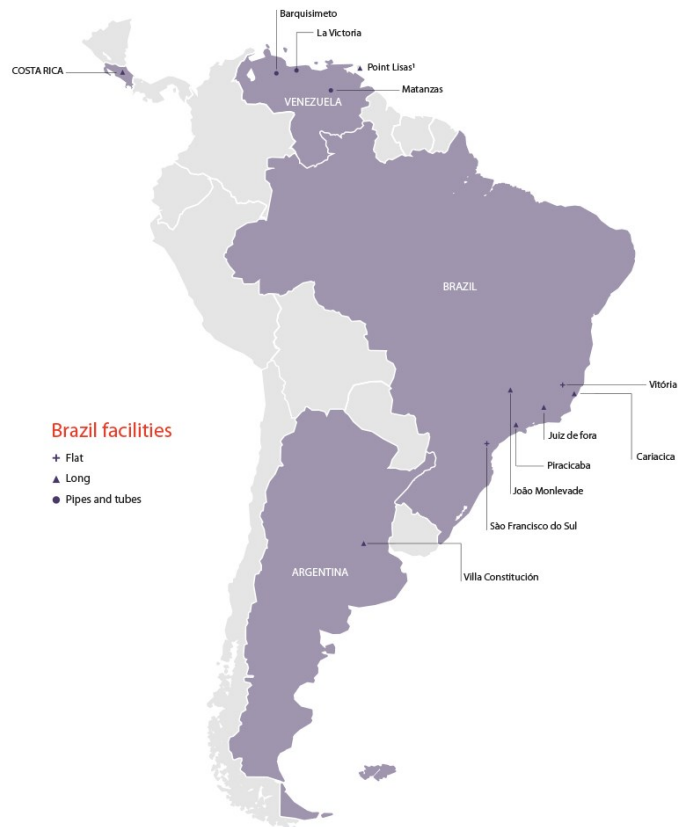 Barquisimeto
La Victoria
COSTA RICA
Point Lisas¹
Matanzas
VENEZUELA
BRAZIL
Vitória
Brazil facilities
Flat
Long
Pipes and tubes
Juiz de fora
Cariacica
Piracicaba
João Monlevade
Sào Francisco do Sul
ARGENTINA
Villa Constitución